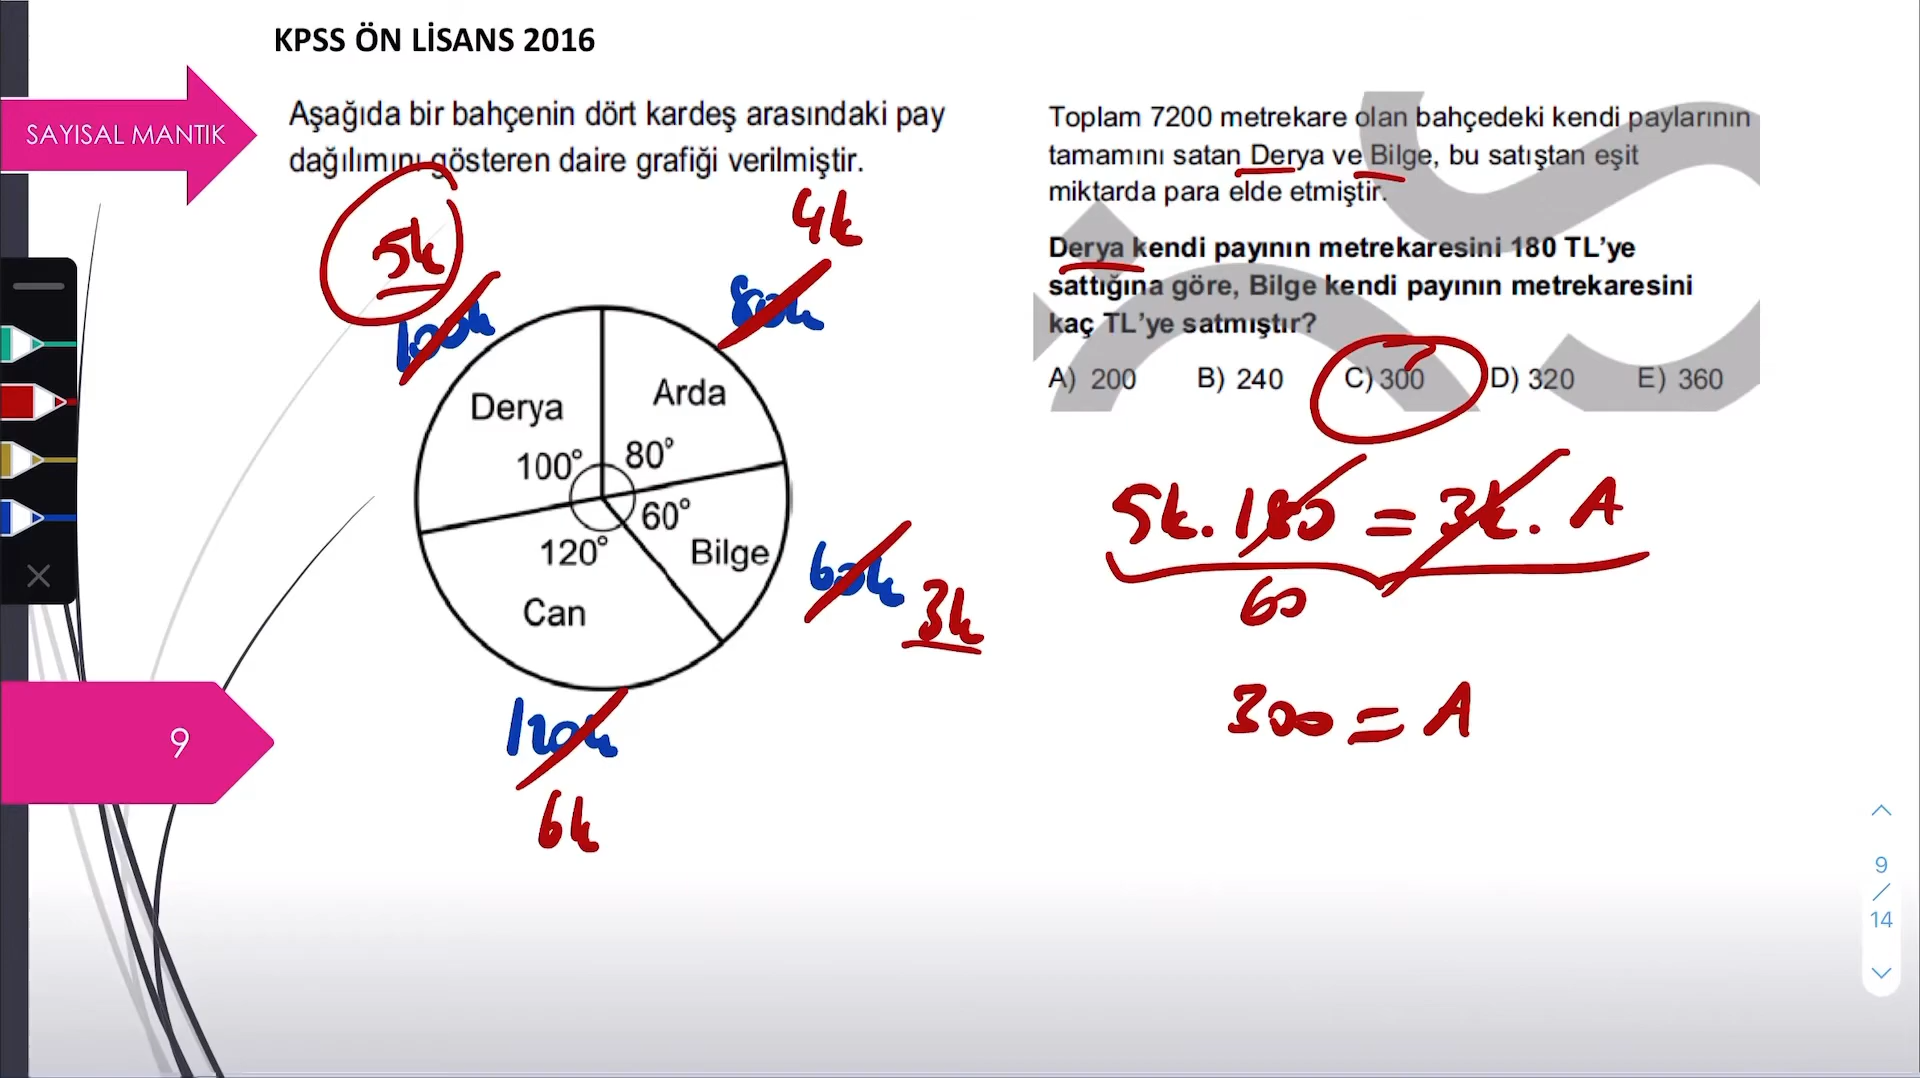 KPSS ÖN LİSANS 2016
SAYISAL MANTIK
Aşağıda bir bahçenin dört kardeş arasındaki pay
dağılımını gösteren daire grafiği verilmiştir.
5k
4k
100k
80k
Derya
Arda
100°
80°
60°
120°
Bilge
Can
60k
3k
120k
6k
Toplam 7200 metrekare olan bahçedeki kendi paylarının
tamamını satan Derya ve Bilge, bu satıştan eşit
miktarda para elde etmiştir.
Derya kendi payının metrekaresini 180 TL'ye
sattığına göre, Bilge kendi payının metrekaresini
kaç TL'ye satmıştır?
A) 200 B) 240 C) 300 D) 320 E) 360
5k. 180 = 3k. A
60
300 = A
9
9
/
14